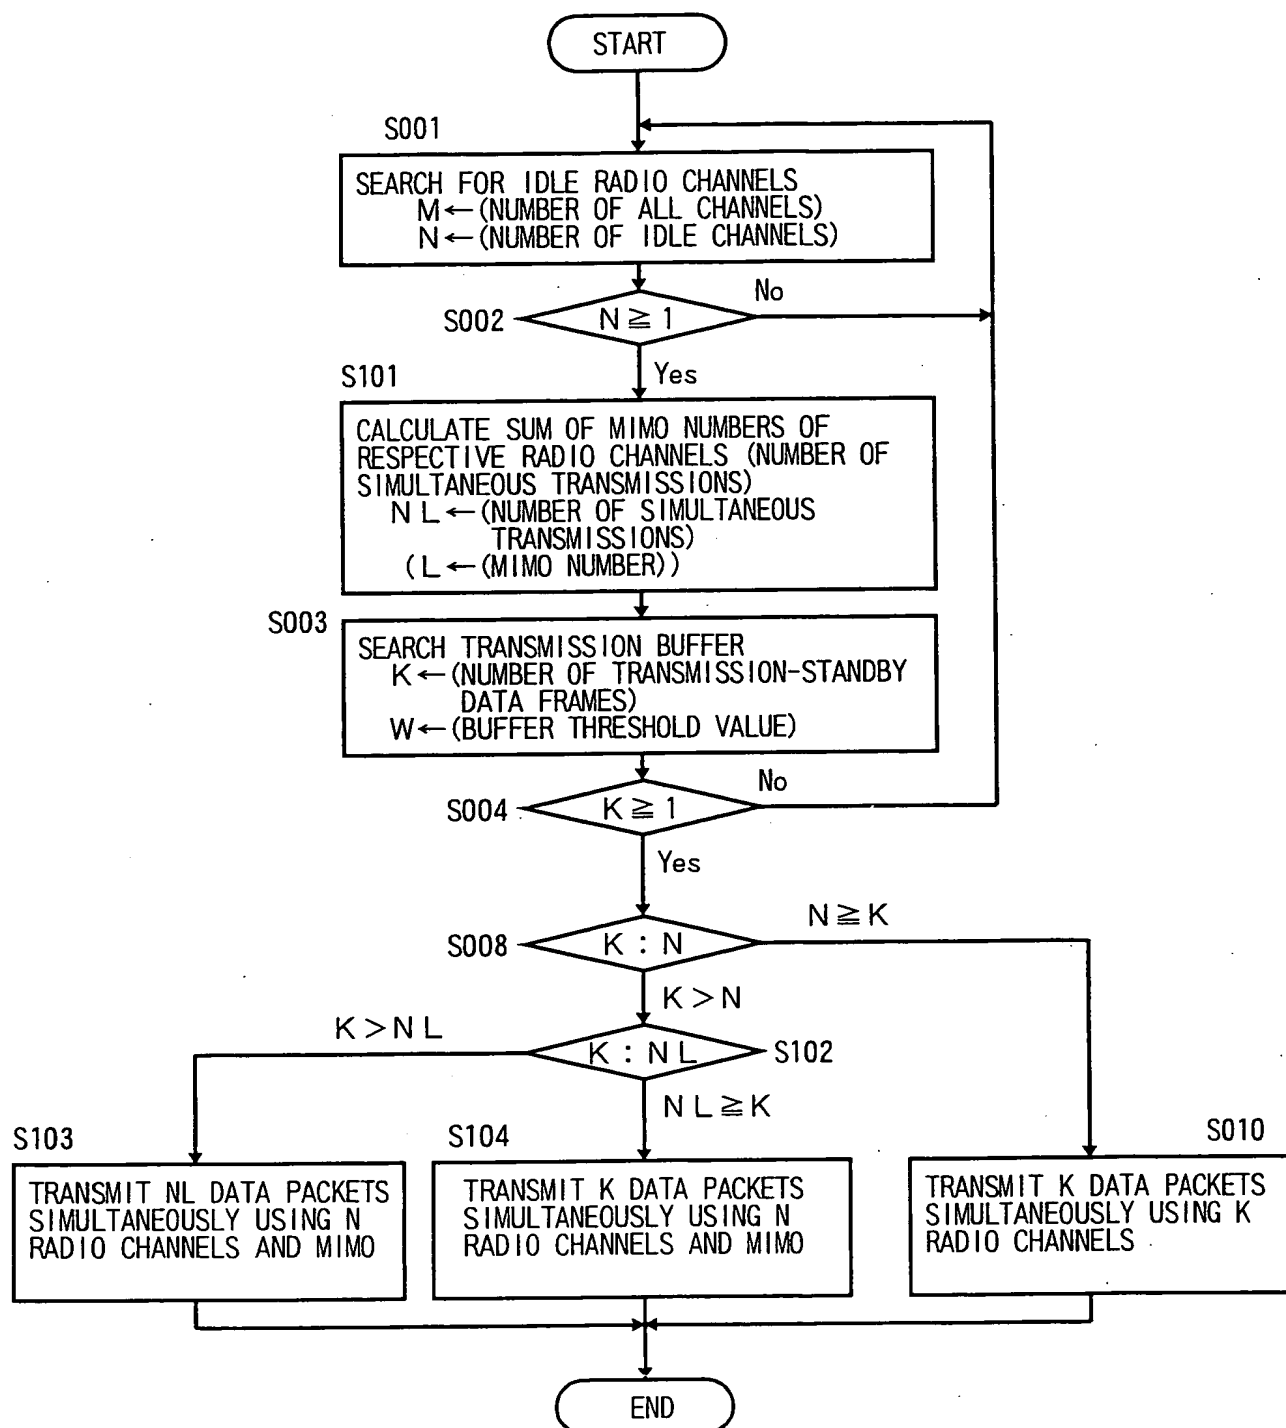 START
S001
SEARCH FOR IDLE RADIO CHANNELS
M←(NUMBER OF ALL CHANNELS)
N←(NUMBER OF IDLE CHANNELS)
No
S002
N≧1
Yes
S101
CALCULATE SUM OF MIMO NUMBERS OF
RESPECTIVE RADIO CHANNELS (NUMBER OF
SIMULTANEOUS TRANSMISSIONS)
NL←(NUMBER OF SIMULTANEOUS
TRANSMISSIONS)
(L←(MIMO NUMBER))
S003
SEARCH TRANSMISSION BUFFER
K←(NUMBER OF TRANSMISSION-STANDBY
DATA FRAMES)
W←(BUFFER THRESHOLD VALUE)
No
S004
K≧1
Yes
N≧K
S008
K:N
K>N
K>NL
K:NL
S102
NL≧K
S103
TRANSMIT NL DATA PACKETS
SIMULTANEOUSLY USING N
RADIO CHANNELS AND MIMO
S104
TRANSMIT K DATA PACKETS
SIMULTANEOUSLY USING N
RADIO CHANNELS AND MIMO
S010
TRANSMIT K DATA PACKETS
SIMULTANEOUSLY USING K
RADIO CHANNELS
END